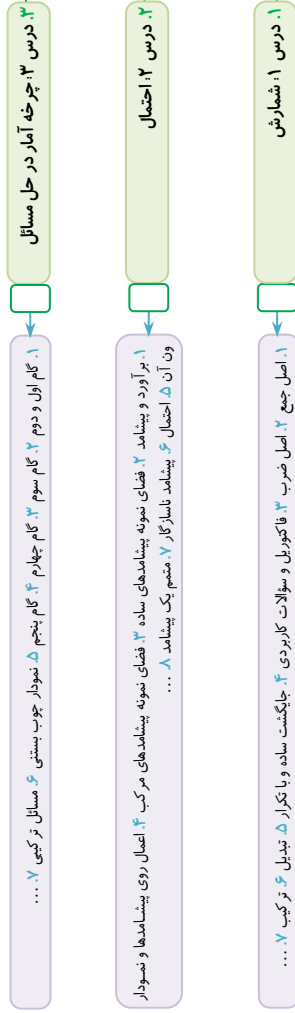 ۱. درس ۱: شمارش
۱. اصل جمع ۲. اصل ضرب ۳. فاکتوریل و سؤالات کاربردی ۴. جایگشت ساده و با تکرار ۵. تبدیل ۶. ترکیب ۷. ...
۲. درس ۲: احتمال
۱. برآورد و پیشامد ۲. فضای نمونه پیشامدهای ساده ۳. فضای نمونه پیشامدهای مرکب ۴. اعمال روی پیشامدها و نمودار
ون آن ۵. احتمال ۶. پیشامد ناسازگار ۷. متمم یک پیشامد ۸. ...
۳. درس ۳: چرخه آمار در حل مسائل
۱. گام اول و دوم ۲. گام سوم ۳. گام چهارم ۴. گام پنجم ۵. نمودار چوب بستنی ۶. مسائل ترکیبی ۷. ...